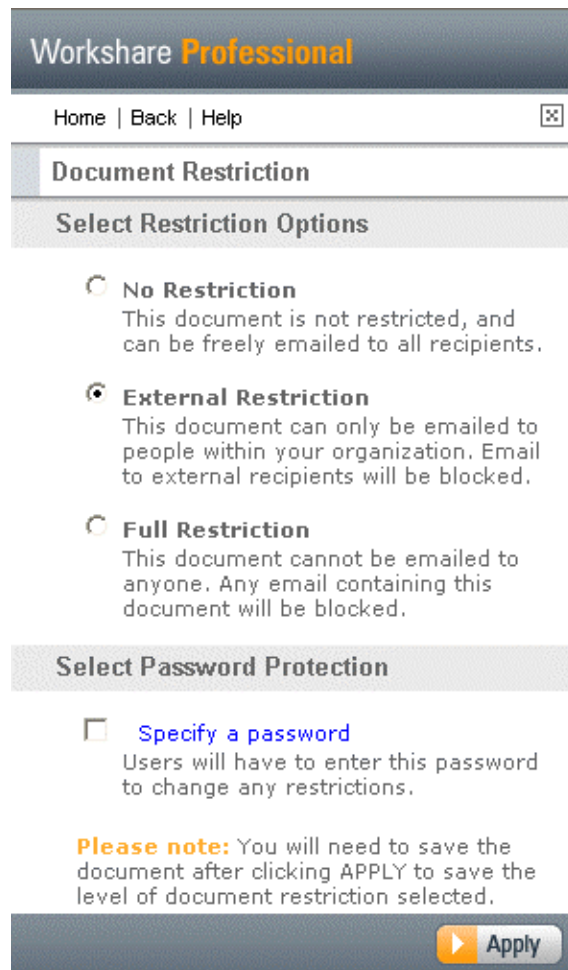 Workshare Professional
Home | Back | Help
Document Restriction
Select Restriction Options
No Restriction
This document is not restricted, and
can be freely emailed to all recipients.
External Restriction
This document can only be emailed to
people within your organization. Email
to external recipients will be blocked.
Full Restriction
This document cannot be emailed to
anyone. Any email containing this
document will be blocked.
Select Password Protection
Specify a password
Users will have to enter this password
to change any restrictions.
Please note: You will need to save the
document after clicking APPLY to save the
level of document restriction selected.
Apply